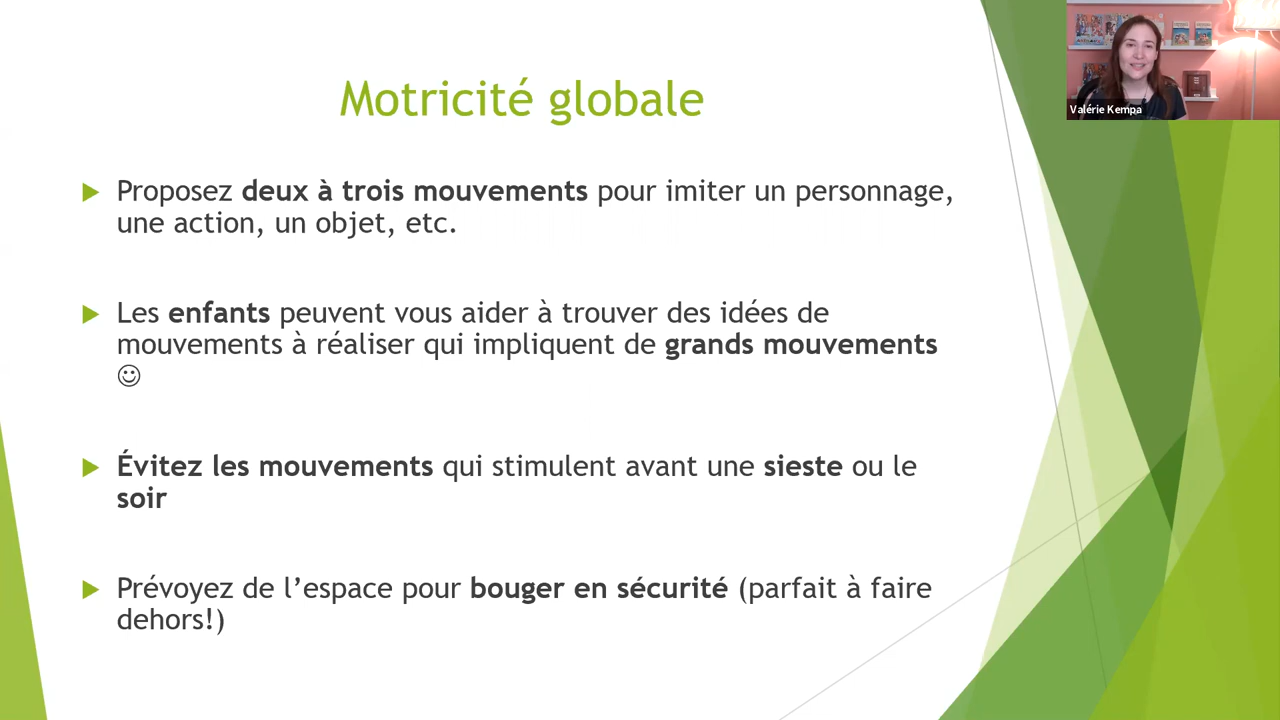 Motricité globale
Valérie Kempa
Proposez deux à trois mouvements pour imiter un personnage,
une action, un objet, etc.
Les enfants peuvent vous aider à trouver des idées de
mouvements à réaliser qui impliquent de grands mouvements
☺
Évitez les mouvements qui stimulent avant une sieste ou le
soir
Prévoyez de l’espace pour bouger en sécurité (parfait à faire
dehors!)